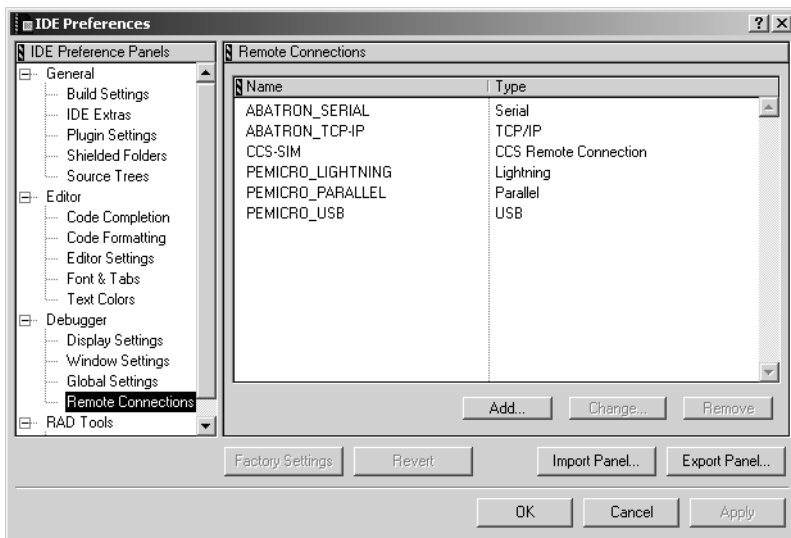 IDE Preferences
IDE Preference Panels
General
Build Settings
IDE Extras
Plugin Settings
Shielded Folders
Source Trees
Editor
Code Completion
Code Formatting
Editor Settings
Font & Tabs
Text Colors
Debugger
Display Settings
Window Settings
Global Settings
Remote Connections
RAD Tools
Remote Connections
Name Type
ABATRON_SERIAL Serial
ABATRON_TCP-IP TCP/IP
CCS-SIM CCS Remote Connection
PEMICRO_LIGHTNING Lightning
PEMICRO_PARALLEL Parallel
PEMICRO_USB USB
Add... Change... Remove
Factory Settings Revert Import Panel... Export Panel...
OK Cancel Apply